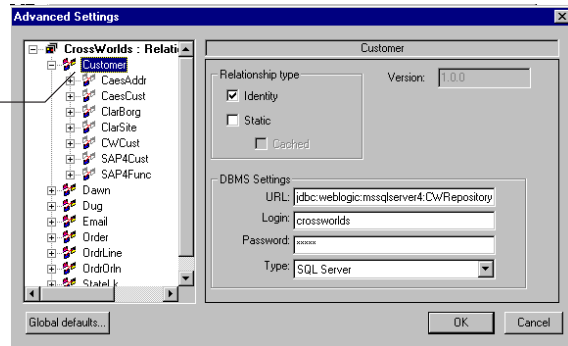 Advanced Settings
CrossWorlds : Relati
Customer
CaesAddr
CaesCust
ClarBorg
ClarSite
CWCust
SAP4Cust
SAP4Func
Dawn
Dug
Email
Order
OrdrLine
OrdrOrln
StateLk
Customer
Relationship type
Version: 1.0.0
Identity
Static
Cached
DBMS Settings
URL: jdbc:weblogic:mssqlserver4:CWRepository
Login: crossworlds
Password: xxxxx
Type: SQL Server
Global defaults...
OK Cancel